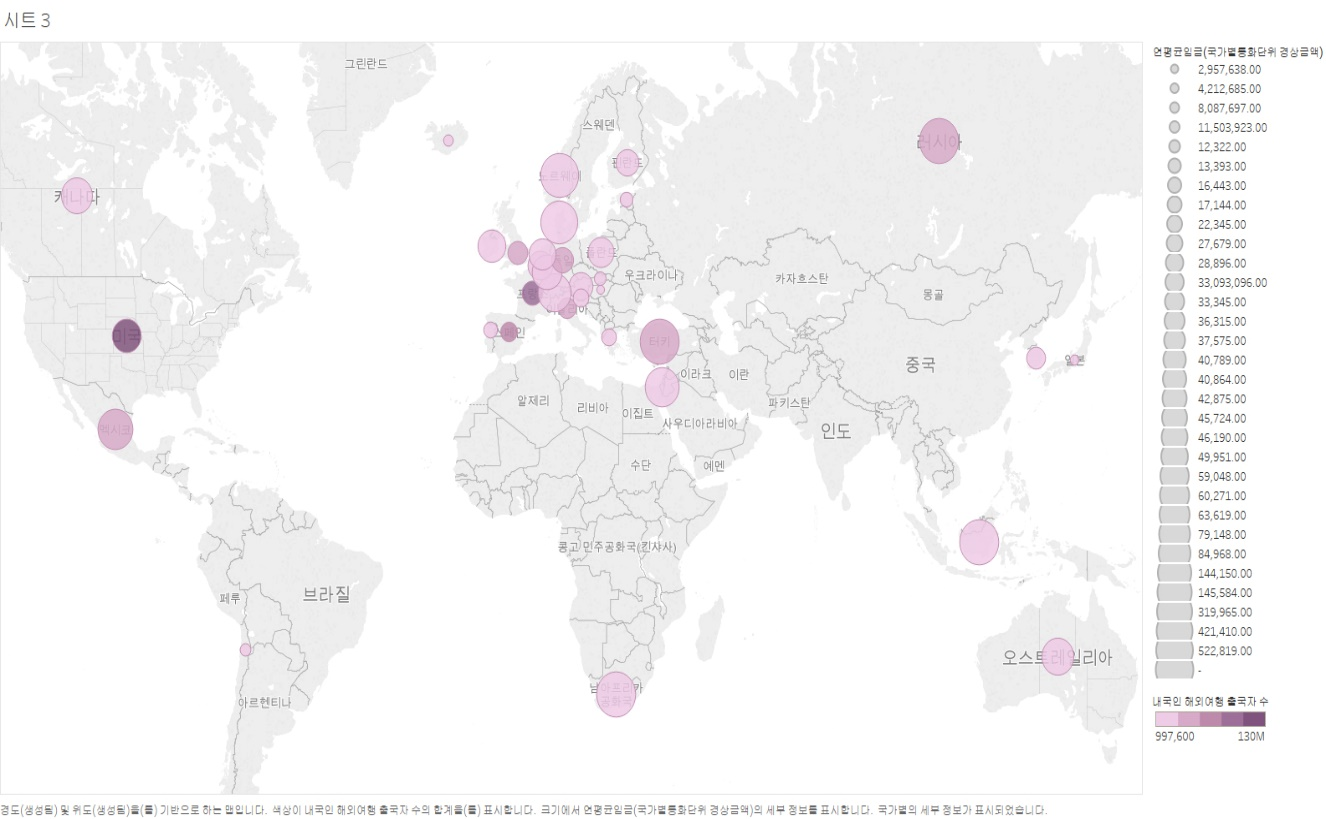 시트 3
그린란드
스웨덴
러시아
핀란드
노르웨이
캐나다
폴란드
우크라이나
카자흐스탄
몽골
미국
터키
일본
중국
이라크
이란
알제리
리비아
이집트
파키스탄
사우디아라비아
인도
멕시코
수단
예멘
콩고 민주공화국(킨샤사)
브라질
페루
오스트레일리아
남아프리카
공화국
아르헨티나
연평균임금(국가별통화단위 경상금액)
2,957,638.00
4,212,685.00
8,087,697.00
11,503,923.00
12,322.00
13,393.00
16,443.00
17,144.00
22,345.00
27,679.00
28,896.00
33,093,096.00
33,345.00
36,315.00
37,575.00
40,789.00
40,864.00
42,875.00
45,724.00
46,190.00
49,951.00
59,048.00
60,271.00
63,619.00
79,148.00
84,968.00
144,150.00
145,584.00
319,965.00
421,410.00
522,819.00
-
내국인 해외여행 출국자 수
997,600 130M
경도(생성됨) 및 위도(생성됨)을(를) 기반으로 하는 맵입니다. 색상이 내국인 해외여행 출국자 수의 합계을(를) 표시합니다. 크기에서 연평균임금(국가별통화단위 경상금액)의 세부 정보를 표시합니다. 국가별의 세부 정보가 표시되었습니다.